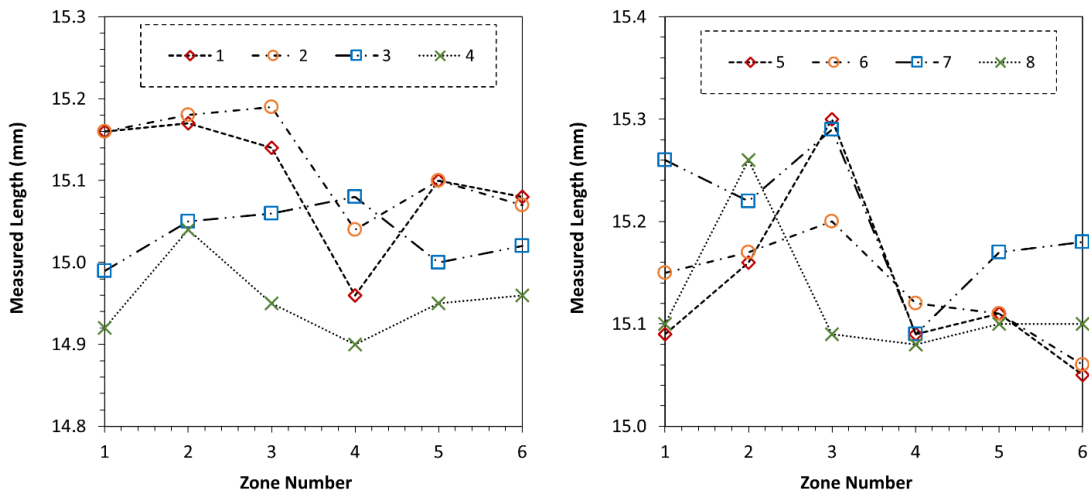 15.3
15.2
15.1
15.0
14.9
14.8
Measured Length (mm)
1 2 3 4
1 2 3 4 5 6
Zone Number
15.4
15.3
15.2
15.1
15.0
Measured Length (mm)
5 6 7 8
1 2 3 4 5 6
Zone Number